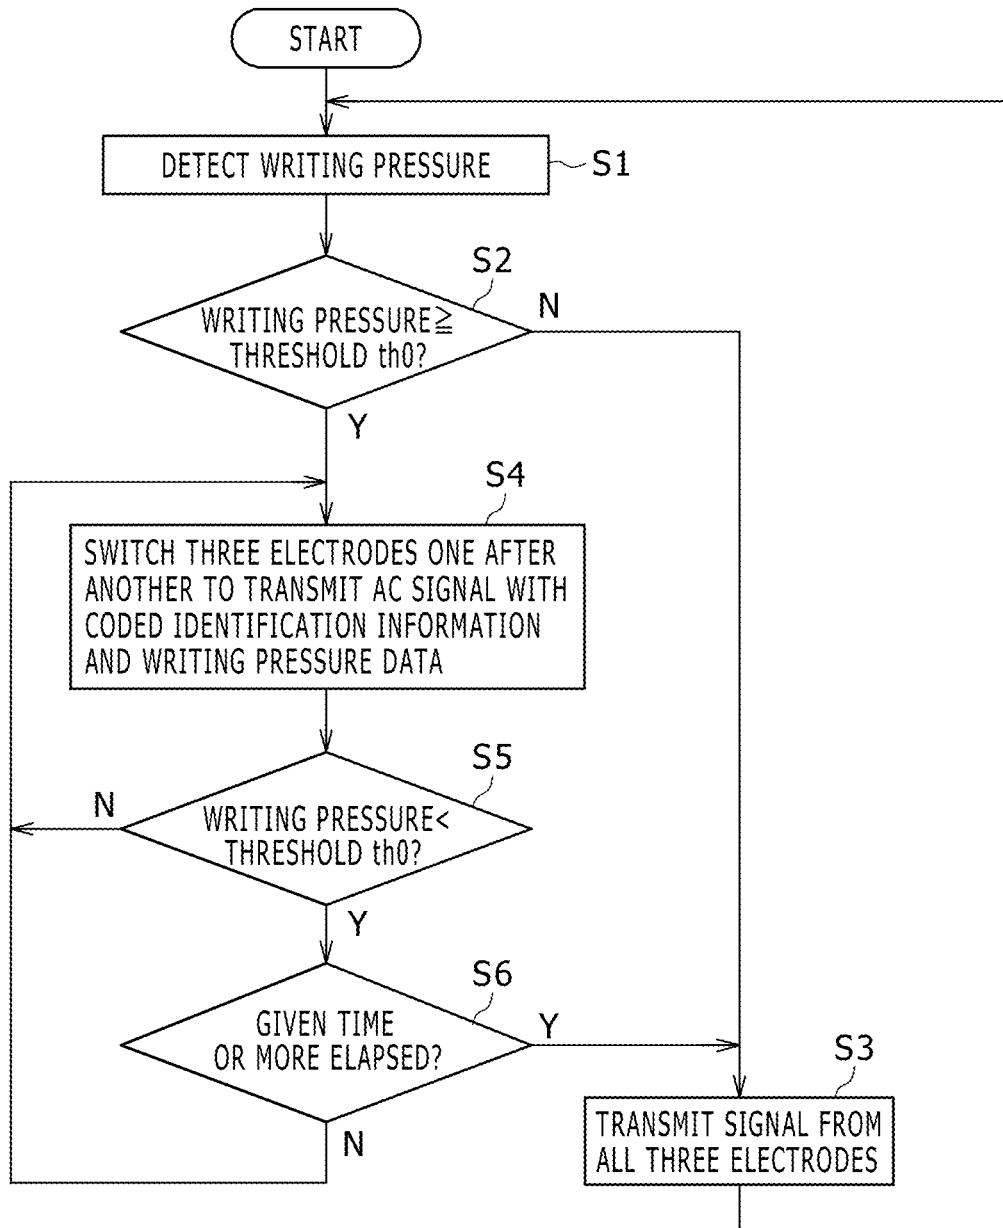 START
DETECT WRITING PRESSURE
S1
S2
WRITING PRESSURE≧
THRESHOLD th0?
N
Y
S4
SWITCH THREE ELECTRODES ONE AFTER
ANOTHER TO TRANSMIT AC SIGNAL WITH
CODED IDENTIFICATION INFORMATION
AND WRITING PRESSURE DATA
S5
N
WRITING PRESSURE<
THRESHOLD th0?
Y
S6
GIVEN TIME
OR MORE ELAPSED?
Y
N
S3
TRANSMIT SIGNAL FROM
ALL THREE ELECTRODES